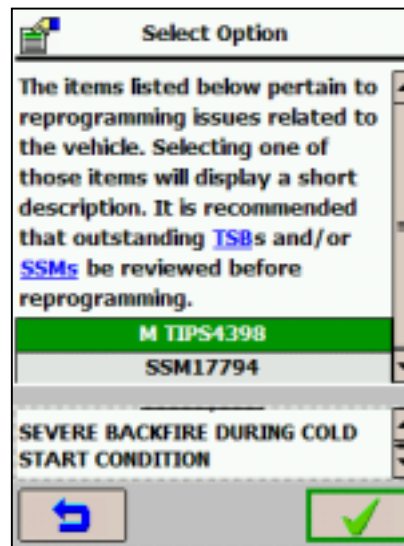 Select Option
The items listed below pertain to
reprogramming issues related to
the vehicle. Selecting one of
those items will display a short
description. It is recommended
that outstanding TSBs and/or
SSMs be reviewed before
reprogramming.
M TIPS4398
SSM17794
SEVERE BACKFIRE DURING COLD
START CONDITION